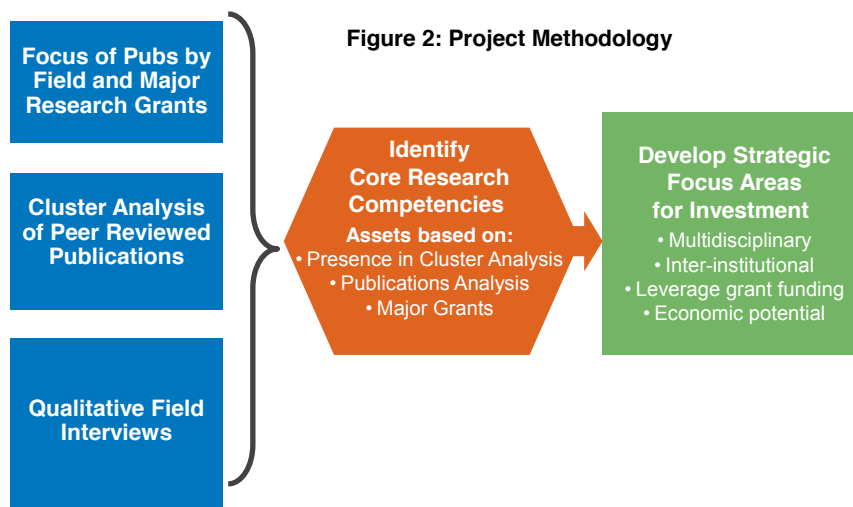 Figure 2: Project Methodology
Focus of Pubs by
Field and Major
Research Grants
Cluster Analysis
of Peer Reviewed
Publications
Qualitative Field
Interviews
Identify
Core Research
Competencies
Assets based on:
• Presence in Cluster Analysis
• Publications Analysis
• Major Grants
Develop Strategic
Focus Areas
for Investment
• Multidisciplinary
• Inter-institutional
• Leverage grant funding
• Economic potential